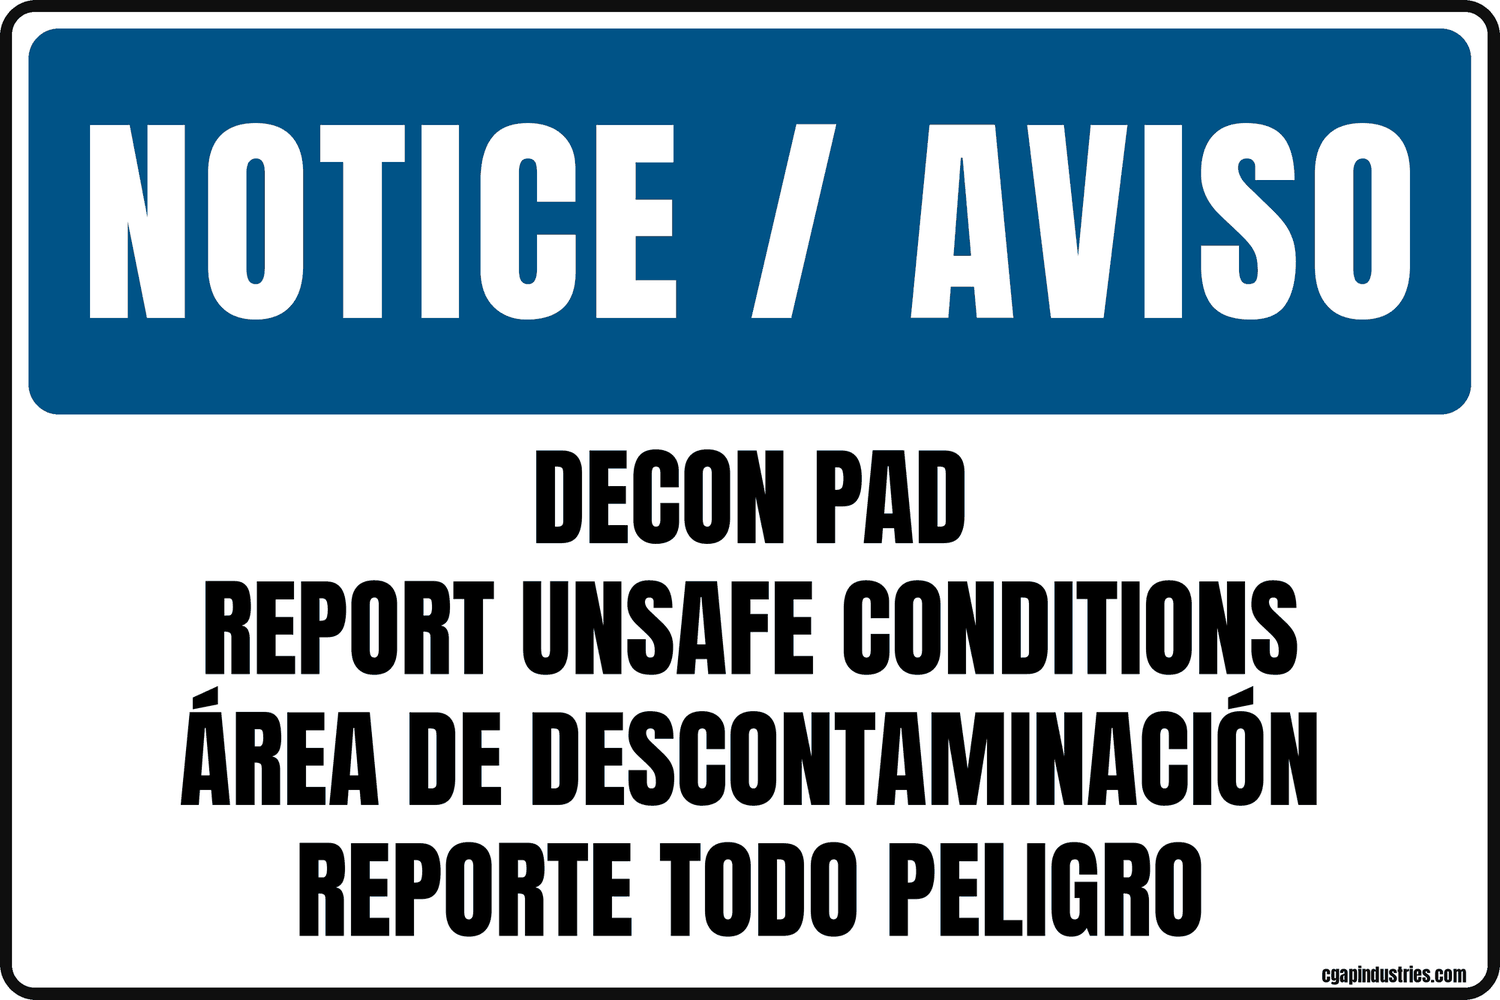 NOTICE / AVISO
DECON PAD
REPORT UNSAFE CONDITIONS
ÁREA DE DESCONTAMINACIÓN
REPORTE TODO PELIGRO
cgapindustries.com